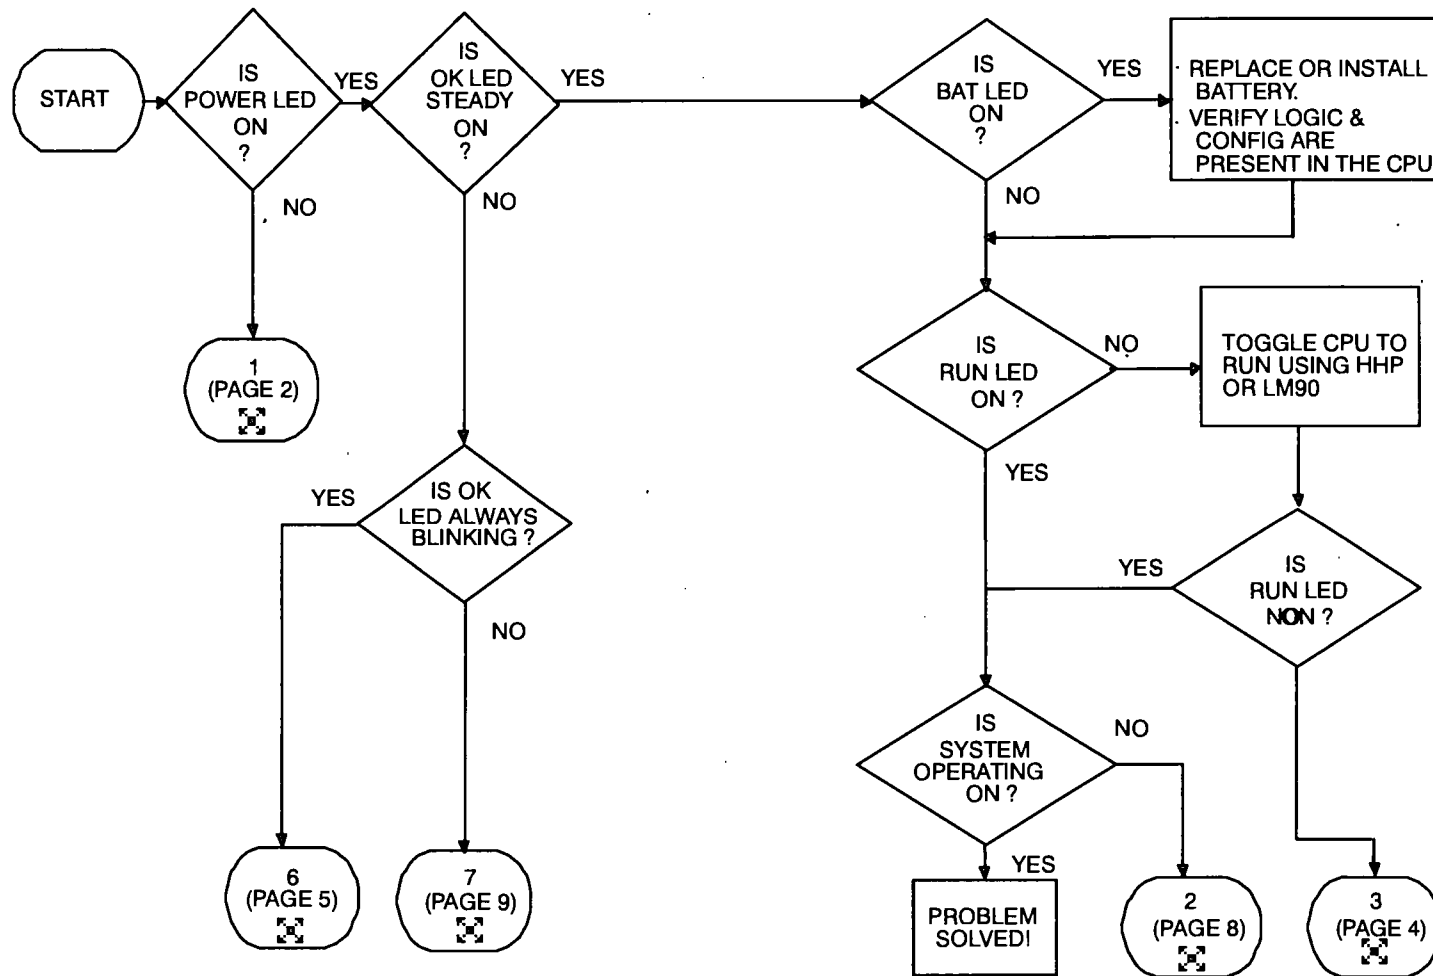 START
IS
POWER LED
ON
?
YES
NO
1
(PAGE 2)
IS
OK LED
STEADY
ON
?
YES
NO
IS OK
LED ALWAYS
BLINKING ?
YES
NO
6
(PAGE 5)
7
(PAGE 9)
IS
BAT LED
ON
?
YES
NO
REPLACE OR INSTALL
BATTERY.
VERIFY LOGIC &
CONFIG ARE
PRESENT IN THE CPU
IS
RUN LED
ON ?
NO
YES
TOGGLE CPU TO
RUN USING HHP
OR LM90
IS
RUN LED
ON ?
YES
NO
IS
SYSTEM
OPERATING
ON ?
NO
YES
PROBLEM
SOLVED!
2
(PAGE 8)
3
(PAGE 4)